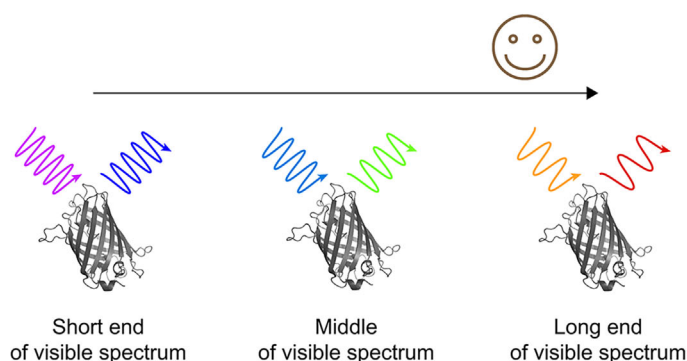 Short end
of visible spectrum
Middle
of visible spectrum
Long end
of visible spectrum